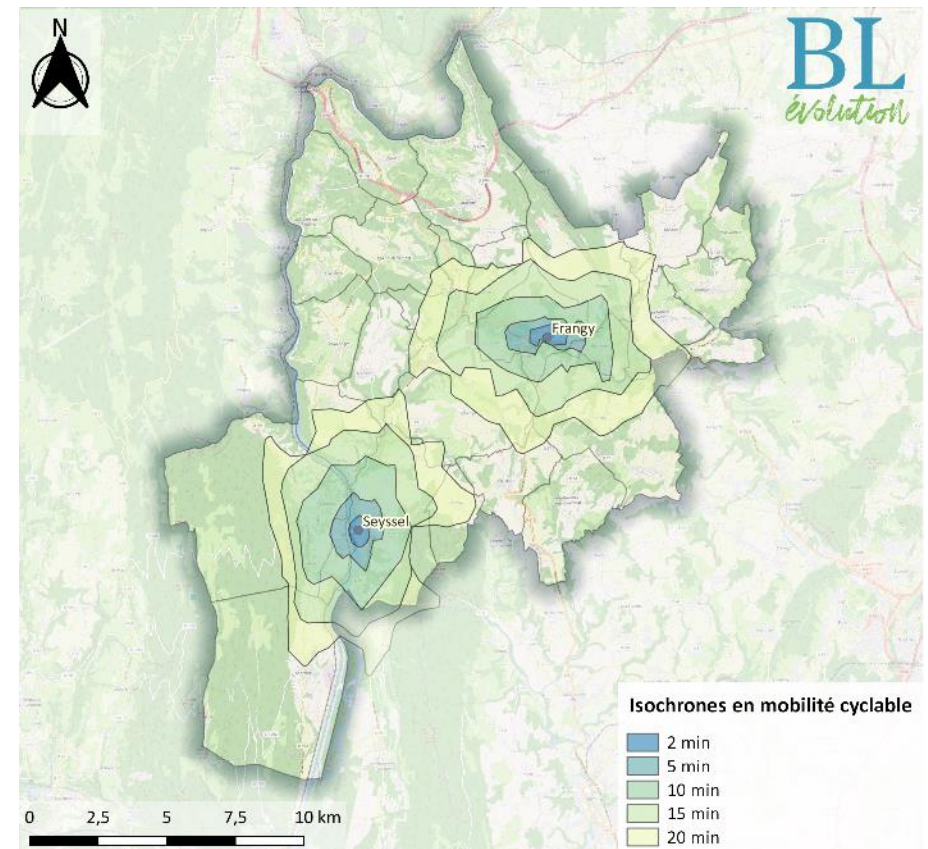 N
BL
évolution
Frangy
Seyssel
Isochrones en mobilité cyclable
2 min
5 min
10 min
15 min
20 min
0 2,5 5 7,5 10 km